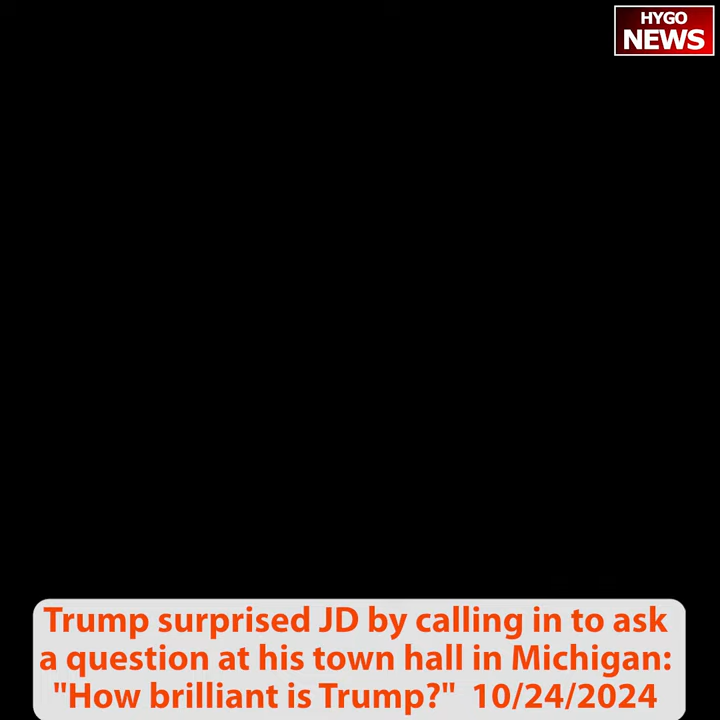 HYGO
NEWS
Trump surprised JD by calling in to ask
a question at his town hall in Michigan:
"How brilliant is Trump?" 10/24/2024